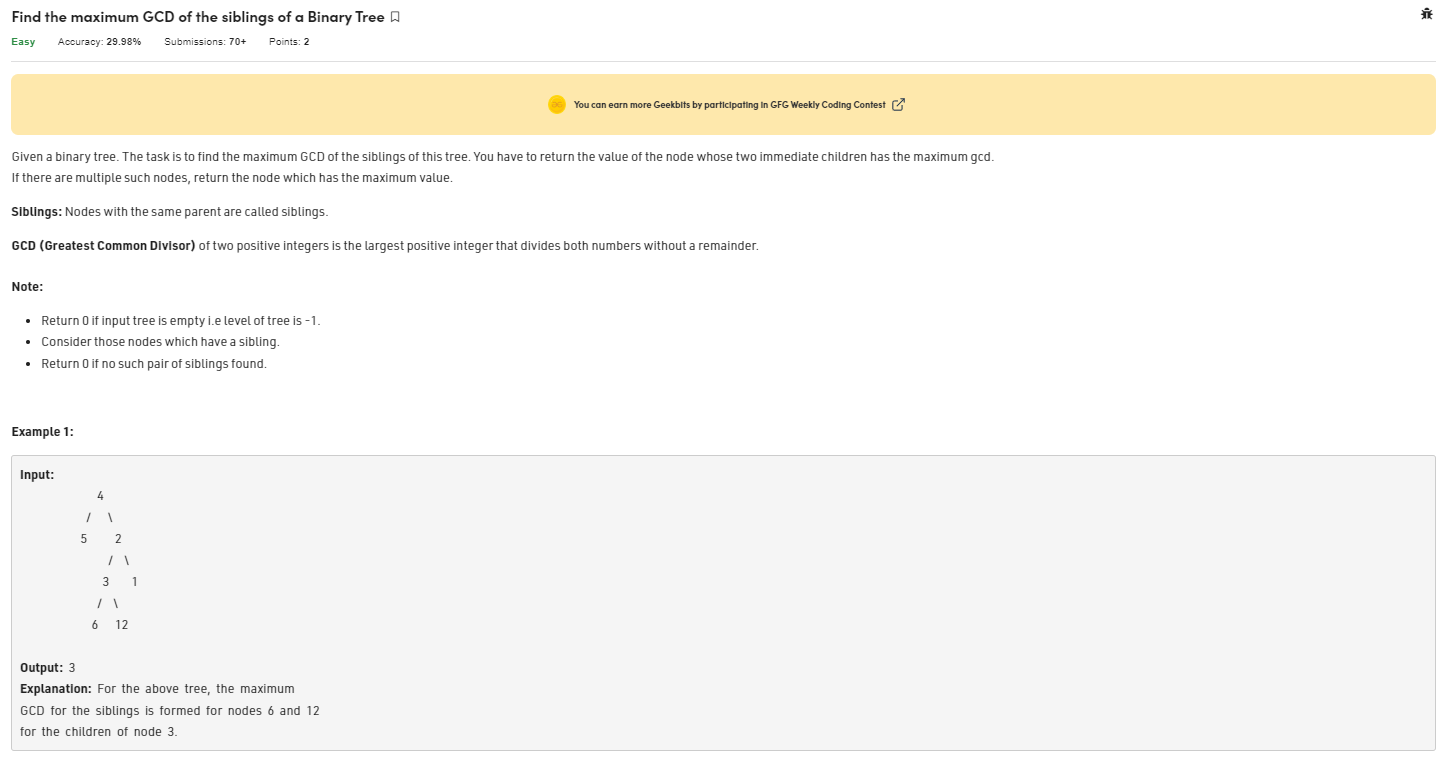 Find the maximum GCD of the siblings of a Binary Tree
Easy Accuracy: 29.98% Submissions: 70+ Points: 2
You can earn more Geekbits by participating in GFG Weekly Coding Contest
Given a binary tree. The task is to find the maximum GCD of the siblings of this tree. You have to return the value of the node whose two immediate children has the maximum gcd.
If there are multiple such nodes, return the node which has the maximum value.
Siblings: Nodes with the same parent are called siblings.
GCD (Greatest Common Divisor) of two positive integers is the largest positive integer that divides both numbers without a remainder.
Note:
• Return 0 if input tree is empty i.e level of tree is -1.
• Consider those nodes which have a sibling.
• Return 0 if no such pair of siblings found.
Example 1:
Input:
4
/ \
5 2
/ \
3 1
/ \
6 12
Output: 3
Explanation: For the above tree, the maximum
GCD for the siblings is formed for nodes 6 and 12
for the children of node 3.